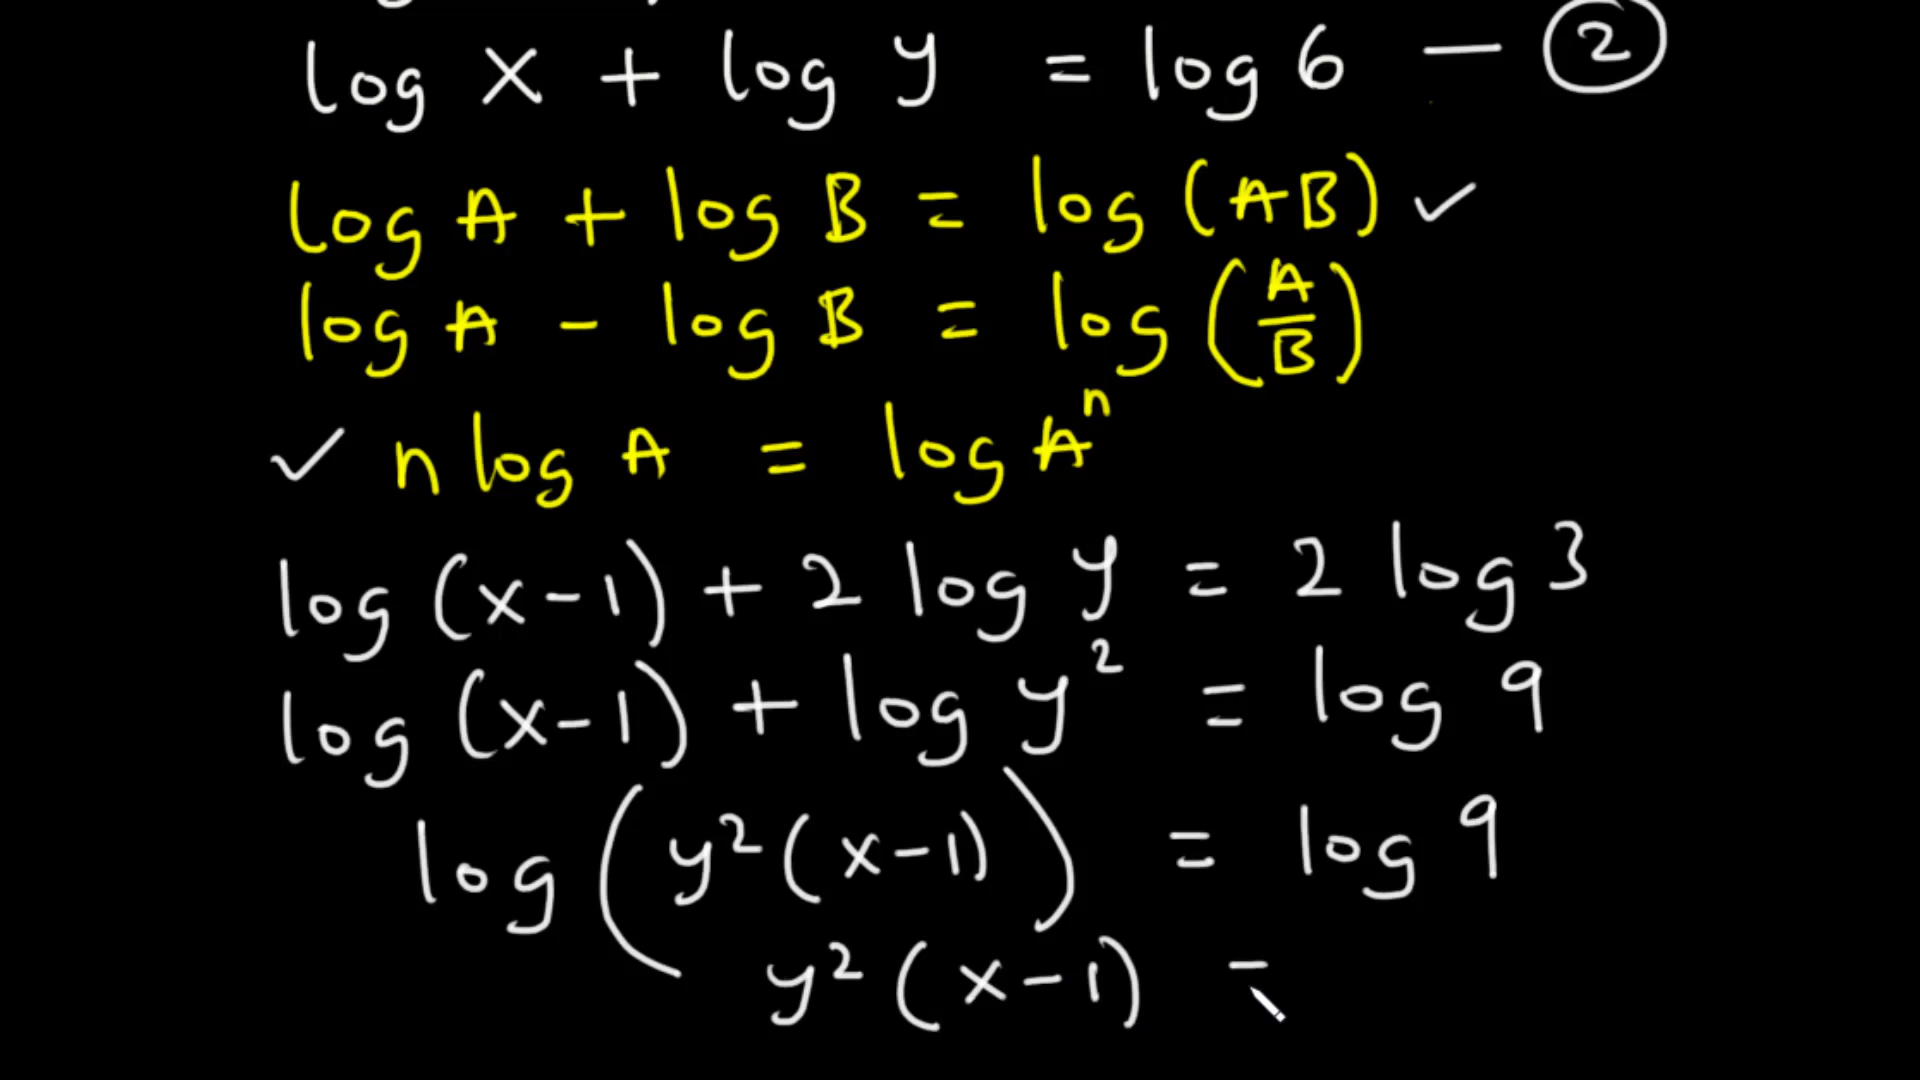 log x + log y = log 6 — ②
log A + log B = log (AB) ✓
log A - log B = log (A/B)
✓ n log A = log Aⁿ
log (x-1) + 2 log y = 2 log 3
log (x-1) + log y² = log 9
log (y²(x-1)) = log 9
y² (x-1) -